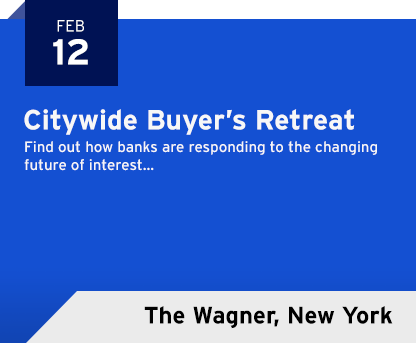 FEB
12
Citywide Buyer's Retreat
Find out how banks are responding to the changing
future of interest...
The Wagner, New York